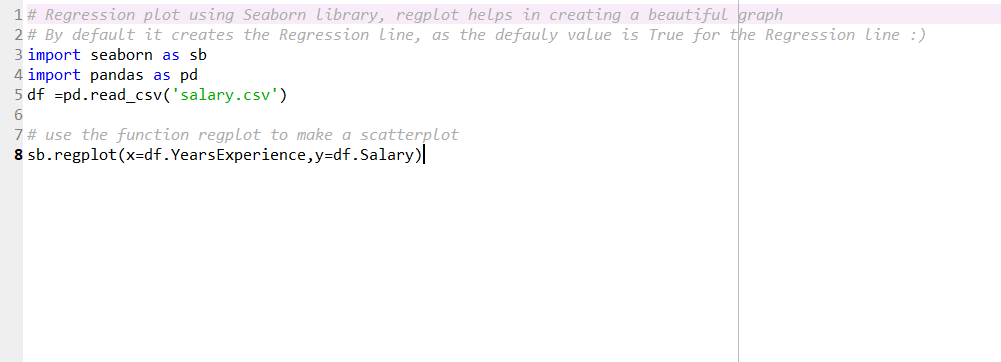 1 # Regression plot using Seaborn library, regplot helps in creating a beautiful graph
2 # By default it creates the Regression line, as the defauly value is True for the Regression line :)
3 import seaborn as sb
4 import pandas as pd
5 df =pd.read_csv('salary.csv')
6
7 # use the function regplot to make a scatterplot
8 sb.regplot(x=df.YearsExperience,y=df.Salary)